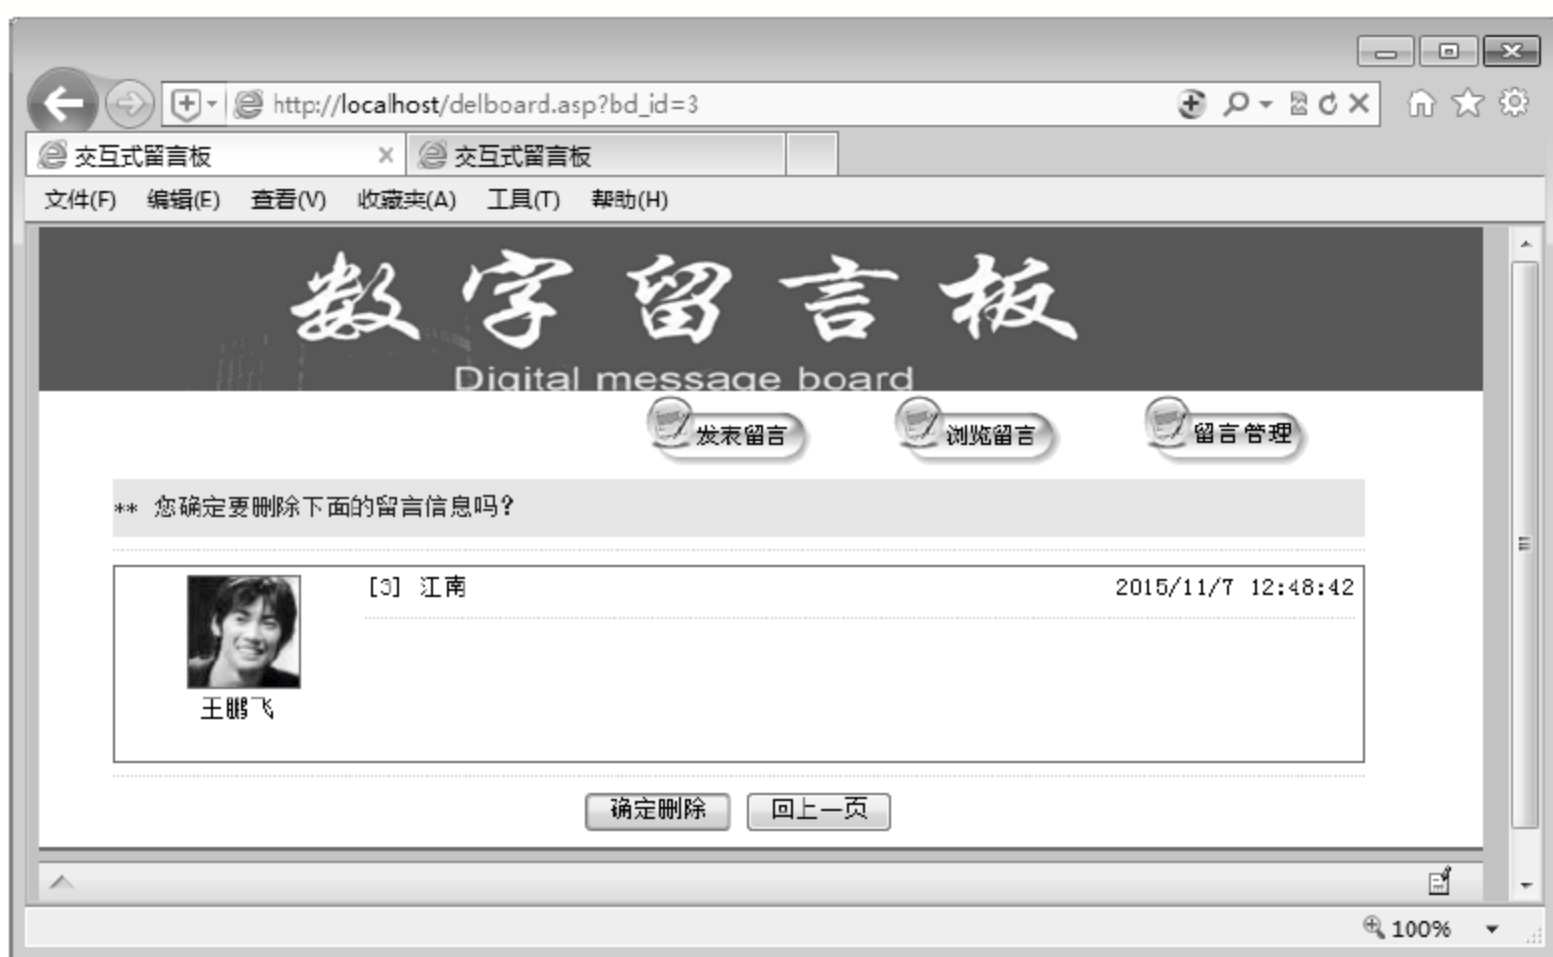 http://localhost/delboard.asp?bd_id=3
交互式留言板 交互式留言板
文件(F) 编辑(E) 查看(V) 收藏夹(A) 工具(T) 帮助(H)
数字留言板
Digital message board
发表留言 浏览留言 留言管理
** 您确定要删除下面的留言信息吗?
[3] 江南 2015/11/7 12:48:42
王鹏飞
确定删除 回上一页
100%